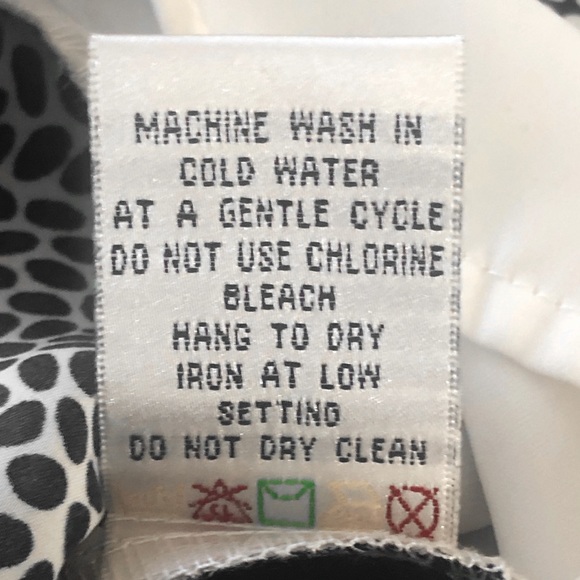 MACHINE WASH IN
COLD WATER
AT A GENTLE CYCLE
DO NOT USE CHLORINE
BLEACH
HANG TO DRY
IRON AT LOW
SETTING
DO NOT DRY CLEAN